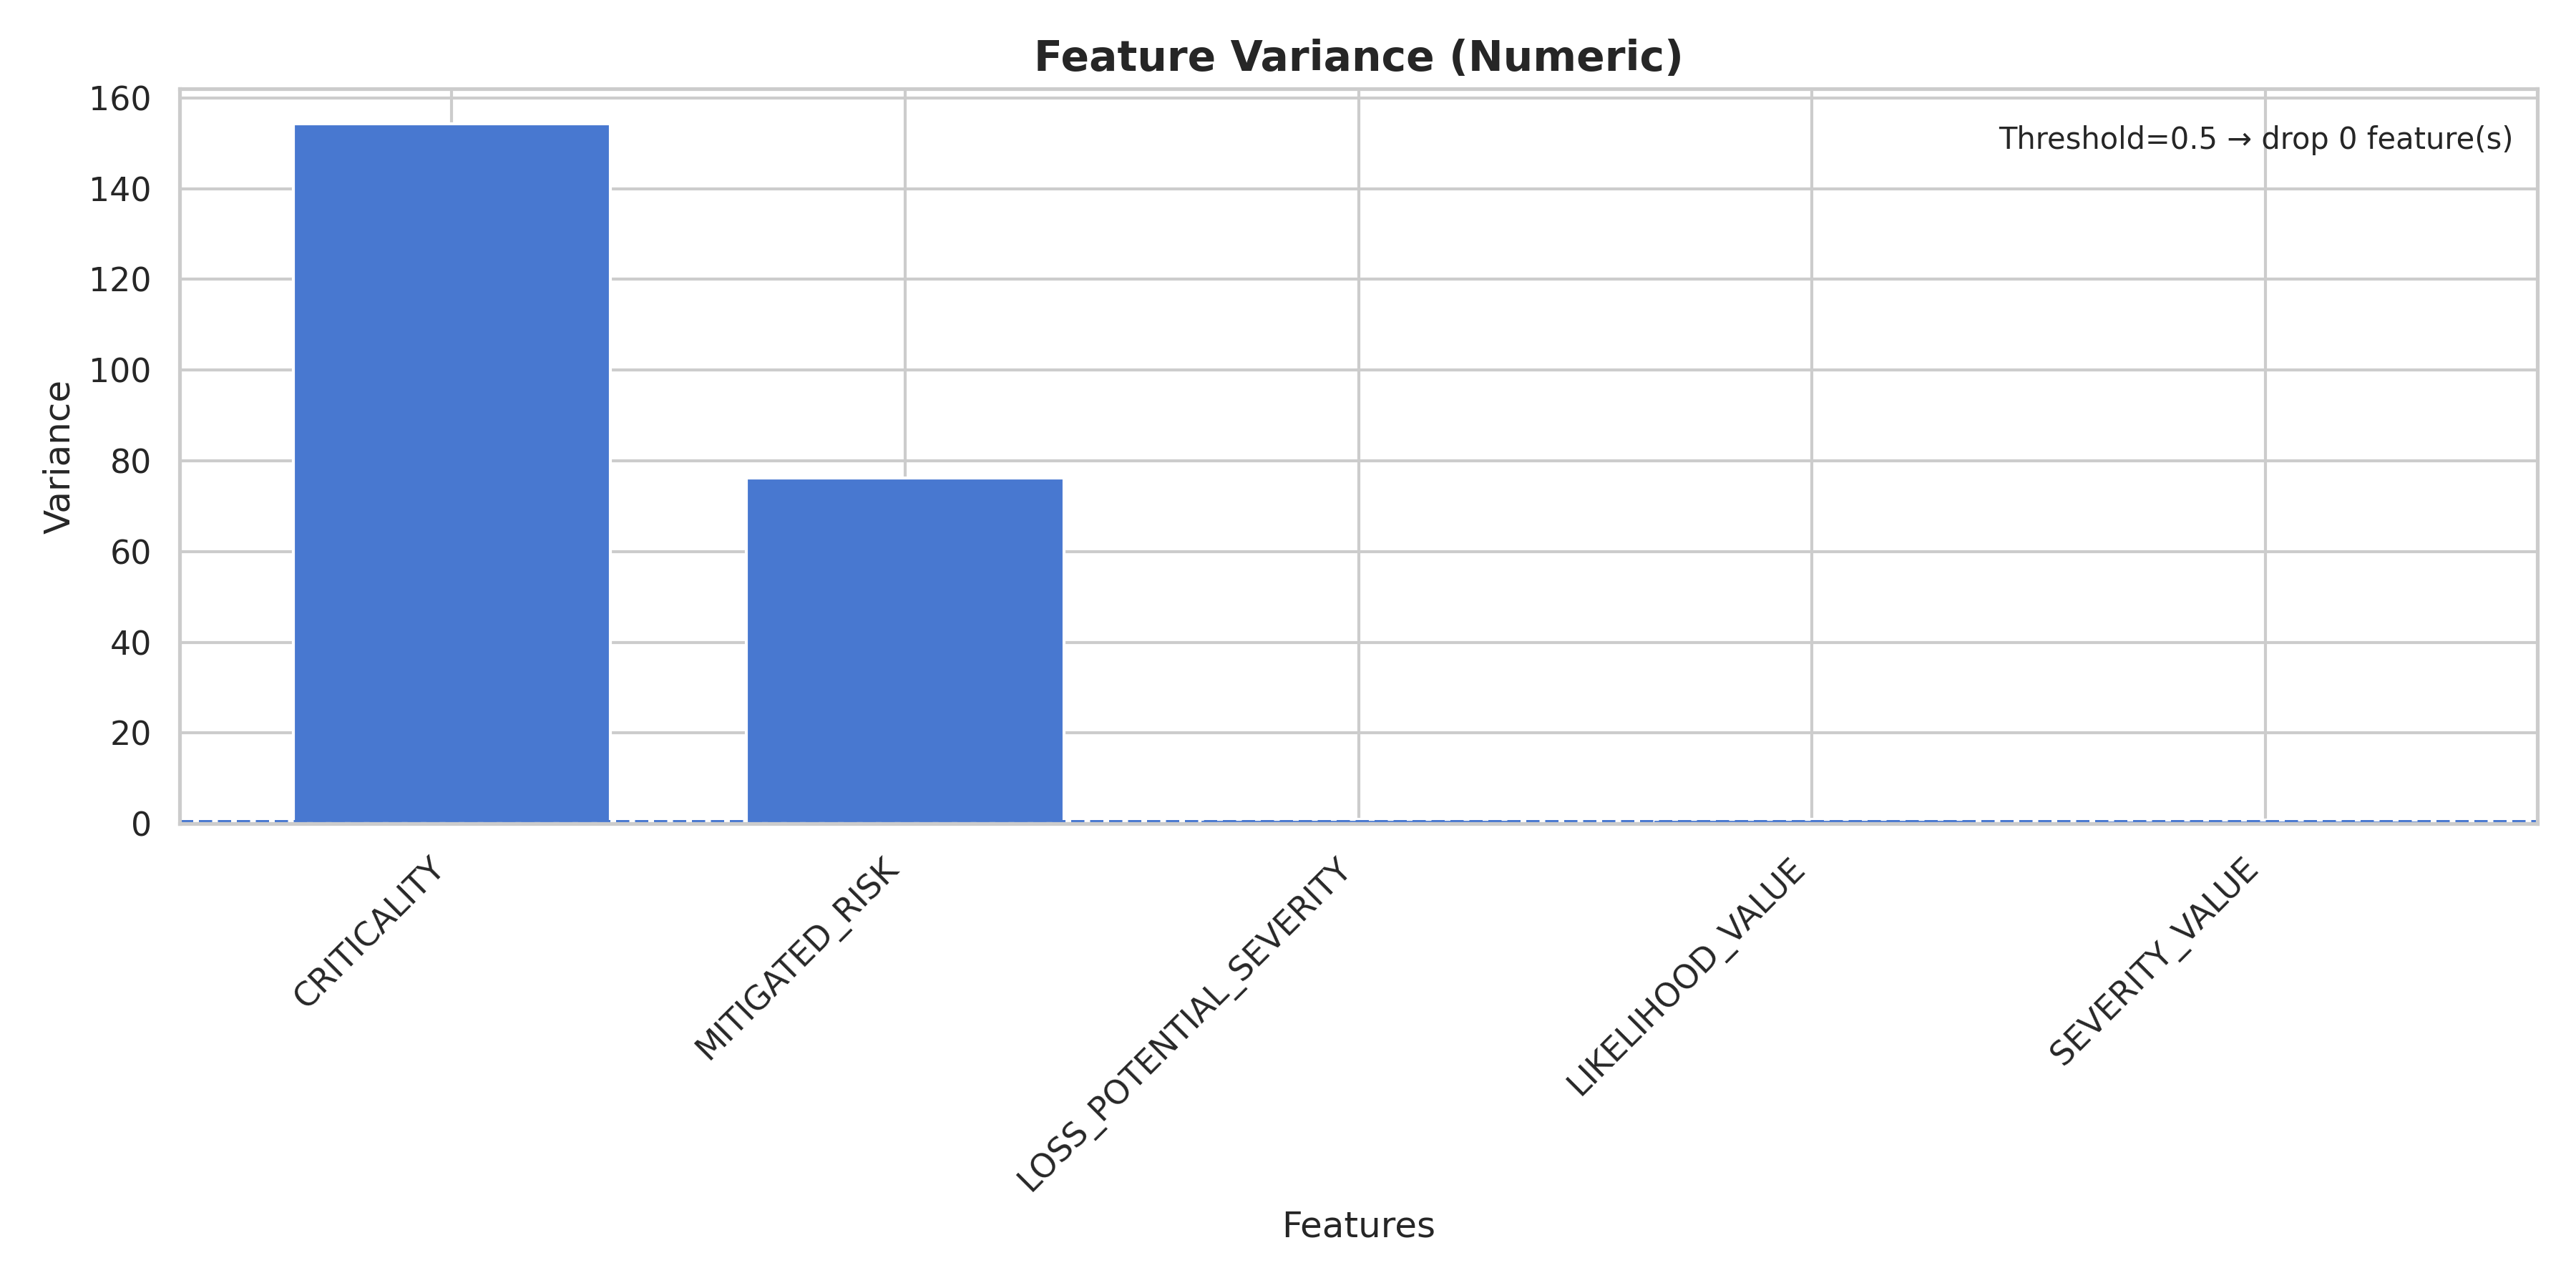 Feature Variance (Numeric)
Threshold=0.5 → drop 0 feature(s)
Variance
160
140
120
100
80
60
40
20
0
CRITICALITY
MITIGATED_RISK
LOSS_POTENTIAL_SEVERITY
LIKELIHOOD_VALUE
SEVERITY_VALUE
Features